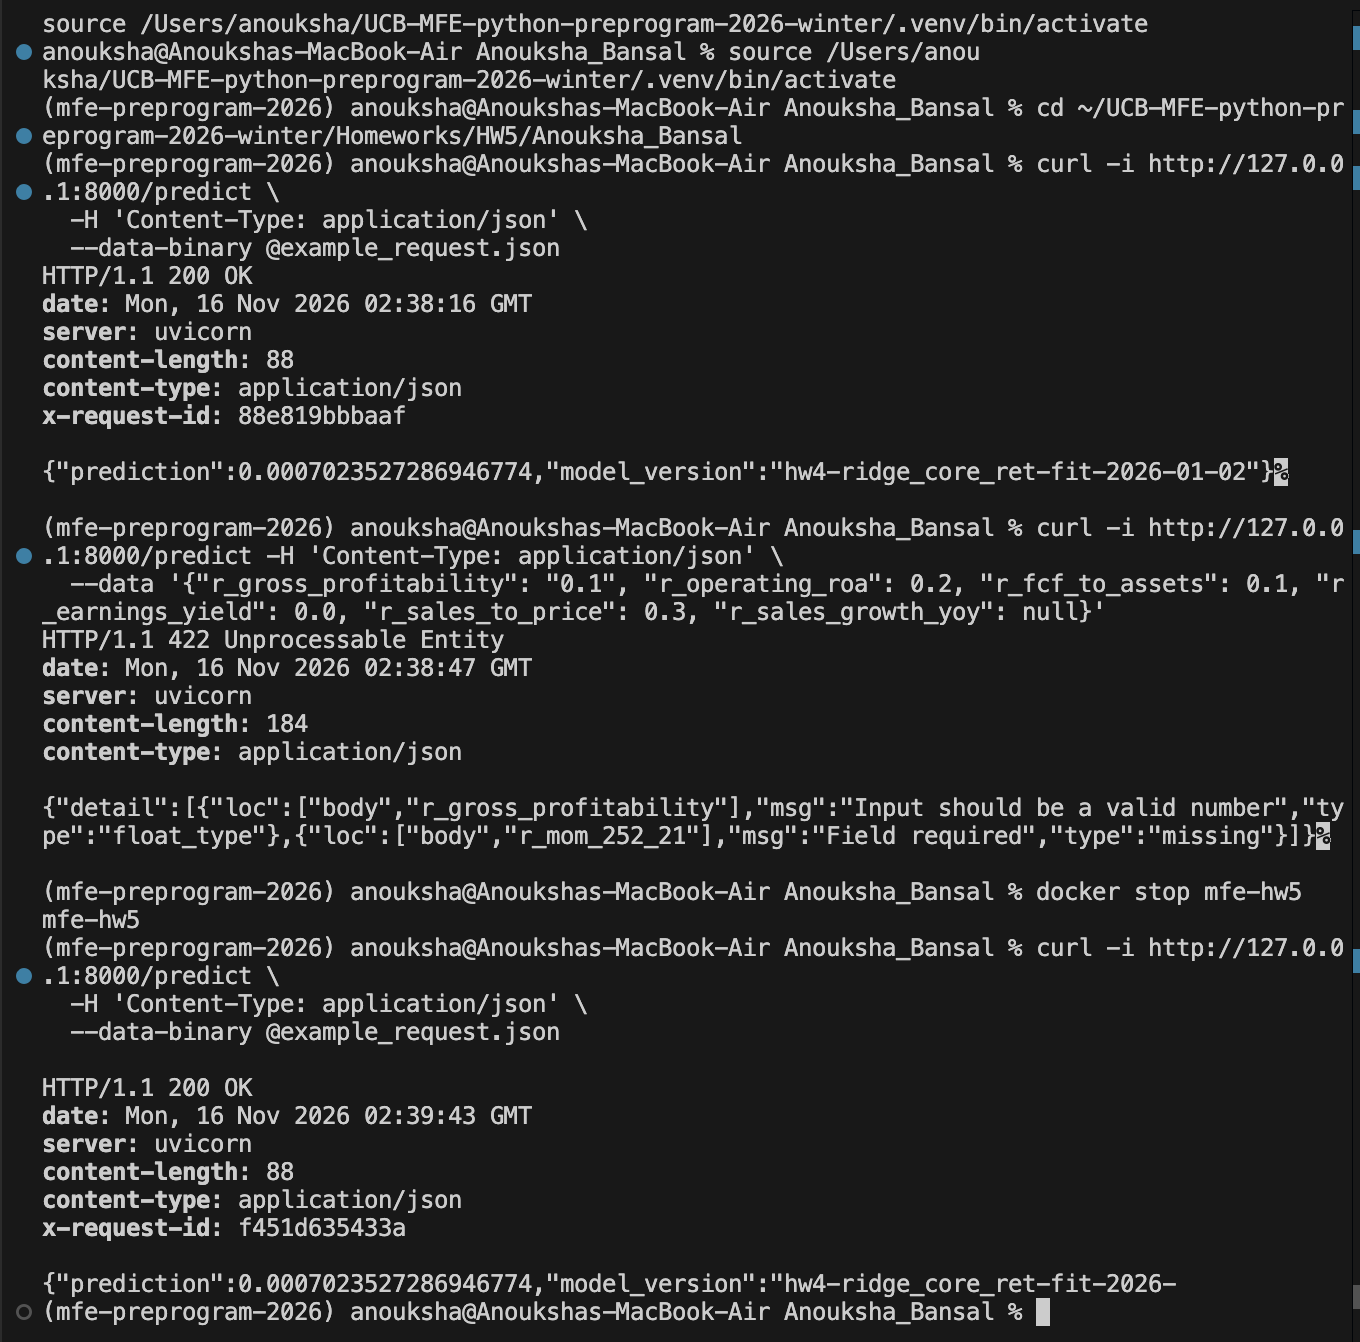 source /Users/anouksha/UCB-MFE-python-preprogram-2026-winter/.venv/bin/activate
anouksha@Anoukshas-MacBook-Air Anouksha_Bansal % source /Users/anou
ksha/UCB-MFE-python-preprogram-2026-winter/.venv/bin/activate
(mfe-preprogram-2026) anouksha@Anoukshas-MacBook-Air Anouksha_Bansal % cd ~/UCB-MFE-python-pr
eprogram-2026-winter/Homeworks/HW5/Anouksha_Bansal
(mfe-preprogram-2026) anouksha@Anoukshas-MacBook-Air Anouksha_Bansal % curl -i http://127.0.0
.1:8000/predict \
  -H 'Content-Type: application/json' \
  --data-binary @example_request.json
HTTP/1.1 200 OK
date: Mon, 16 Nov 2026 02:38:16 GMT
server: uvicorn
content-length: 88
content-type: application/json
x-request-id: 88e819bbbaaf

{"prediction":0.0007023527286946774,"model_version":"hw4-ridge_core_ret-fit-2026-01-02"}%

(mfe-preprogram-2026) anouksha@Anoukshas-MacBook-Air Anouksha_Bansal % curl -i http://127.0.0
.1:8000/predict -H 'Content-Type: application/json' \
  --data '{"r_gross_profitability": "0.1", "r_operating_roa": 0.2, "r_fcf_to_assets": 0.1, "r
_earnings_yield": 0.0, "r_sales_to_price": 0.3, "r_sales_growth_yoy": null}'
HTTP/1.1 422 Unprocessable Entity
date: Mon, 16 Nov 2026 02:38:47 GMT
server: uvicorn
content-length: 184
content-type: application/json

{"detail":[{"loc":["body","r_gross_profitability"],"msg":"Input should be a valid number","ty
pe":"float_type"},{"loc":["body","r_mom_252_21"],"msg":"Field required","type":"missing"}]}%

(mfe-preprogram-2026) anouksha@Anoukshas-MacBook-Air Anouksha_Bansal % docker stop mfe-hw5
mfe-hw5
(mfe-preprogram-2026) anouksha@Anoukshas-MacBook-Air Anouksha_Bansal % curl -i http://127.0.0
.1:8000/predict \
  -H 'Content-Type: application/json' \
  --data-binary @example_request.json

HTTP/1.1 200 OK
date: Mon, 16 Nov 2026 02:39:43 GMT
server: uvicorn
content-length: 88
content-type: application/json
x-request-id: f451d635433a

{"prediction":0.0007023527286946774,"model_version":"hw4-ridge_core_ret-fit-2026-
(mfe-preprogram-2026) anouksha@Anoukshas-MacBook-Air Anouksha_Bansal %